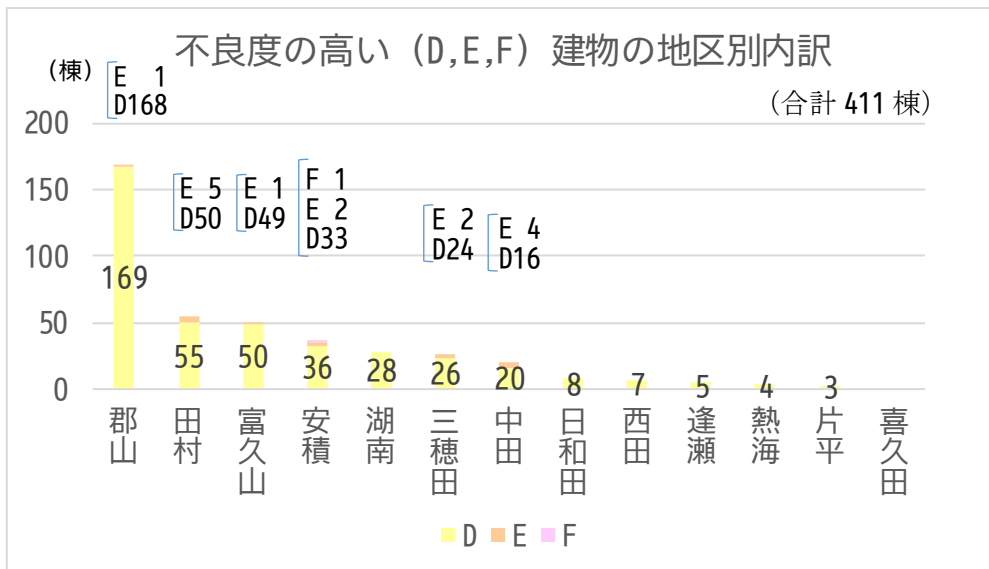 不良度の高い（D,E,F）建物の地区別内訳
（棟）
（合計 411 棟）
E 1
D168
E 5
D50
E 1
D49
F 1
E 2
D33
E 2
D24
E 4
D16
200
150
100
50
0
169
55
50
36
28
26
20
8
7
5
4
3
郡山
田村
富久山
安積
湖南
三穂田
中田
日和田
西田
逢瀬
熱海
片平
喜久田
D E F